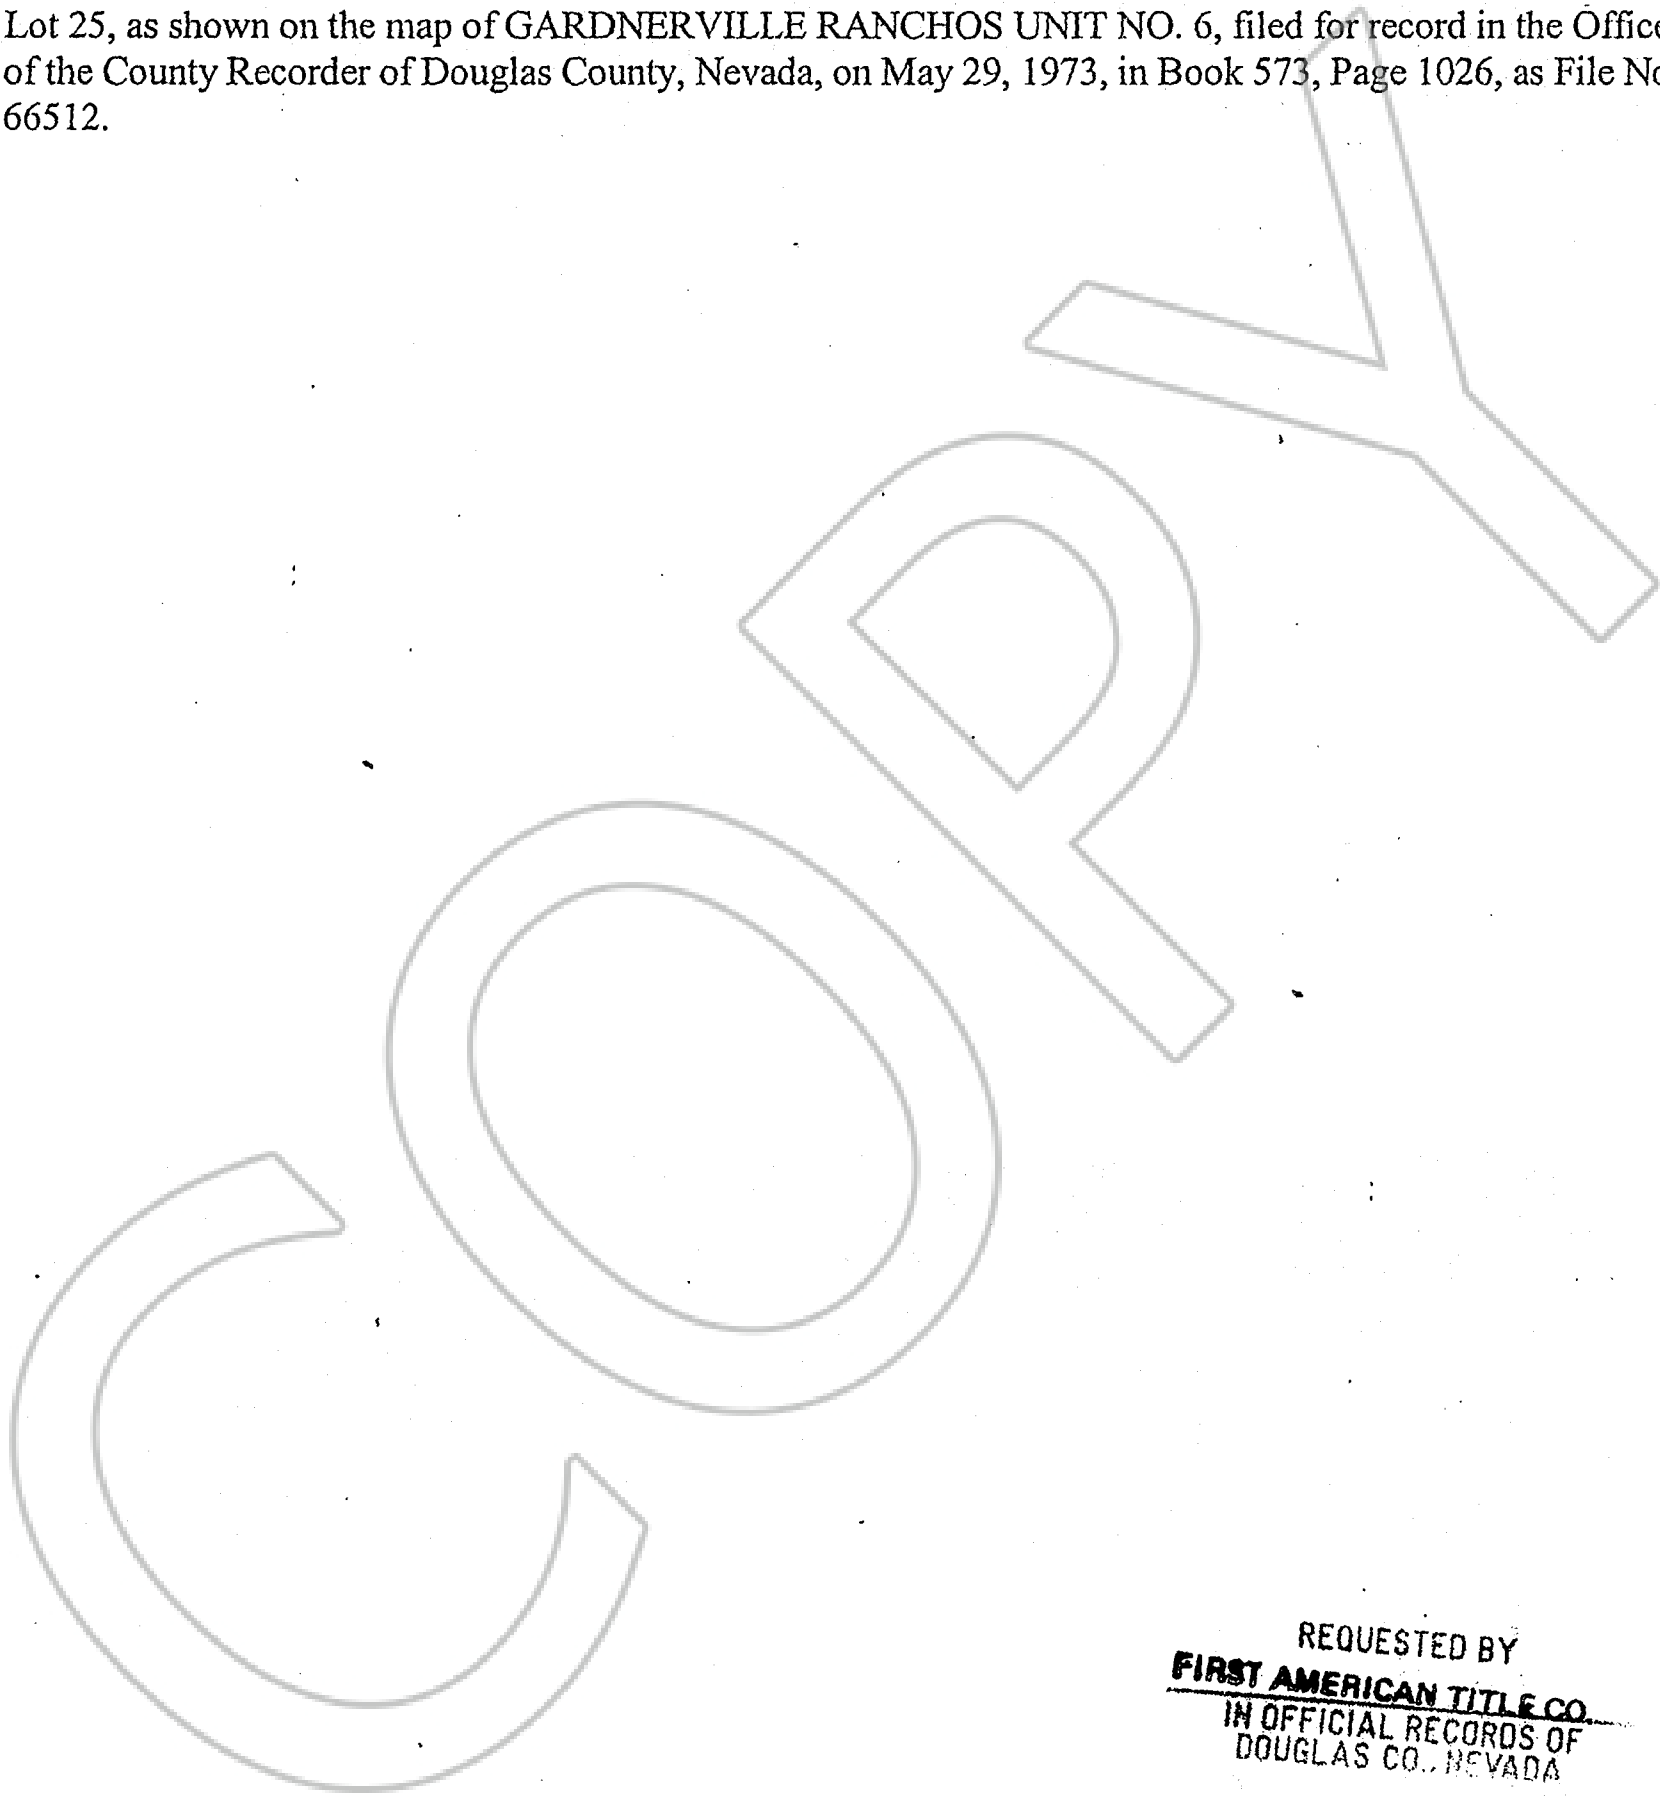 Lot 25, as shown on the map of GARDNERVILLE RANCHOS UNIT NO. 6, filed for record in the Office
of the County Recorder of Douglas County, Nevada, on May 29, 1973, in Book 573, Page 1026, as File No
66512.
COPY
REQUESTED BY
FIRST AMERICAN TITLE CO.
IN OFFICIAL RECORDS OF
DOUGLAS CO., NEVADA